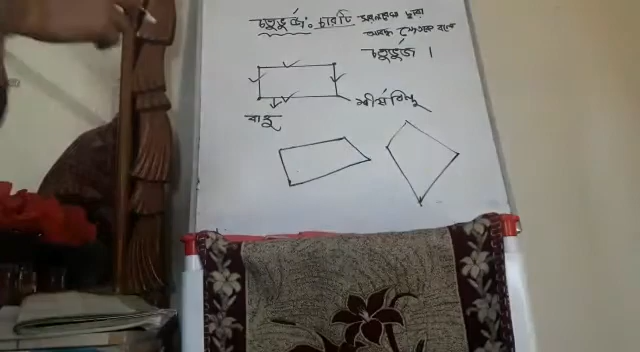 চতুর্ভুজ: চারটি সরলরেখা দ্বারা
আবদ্ধ ক্ষেত্রকে বলে
চতুর্ভুজ ।
শীর্ষবিন্দু
বাহু